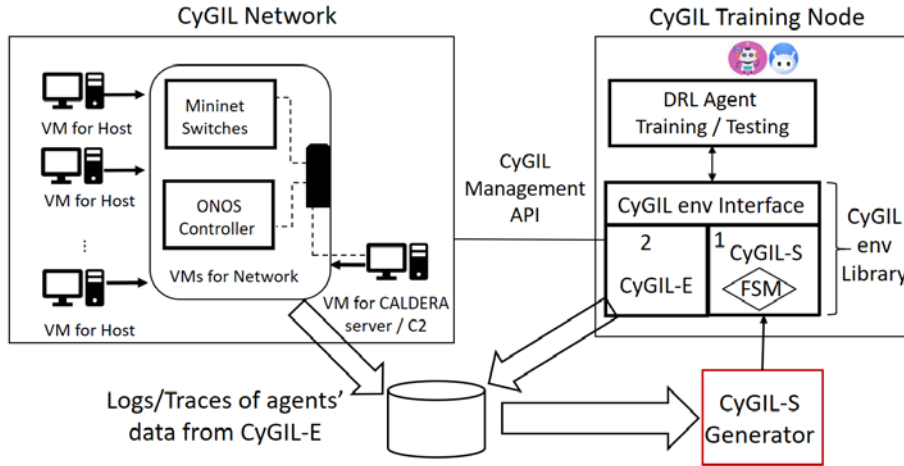 CyGIL Network
CyGIL Training Node
VM for Host
VM for Host
...
VM for Host
Mininet
Switches
ONOS
Controller
VMs for Network
VM for CALDERA
server / C2
CyGIL
Management
API
DRL Agent
Training / Testing
CyGIL env Interface
2
CyGIL-E
1
CyGIL-S
FSM
CyGIL
env
Library
Logs/Traces of agents’
data from CyGIL-E
CyGIL-S
Generator